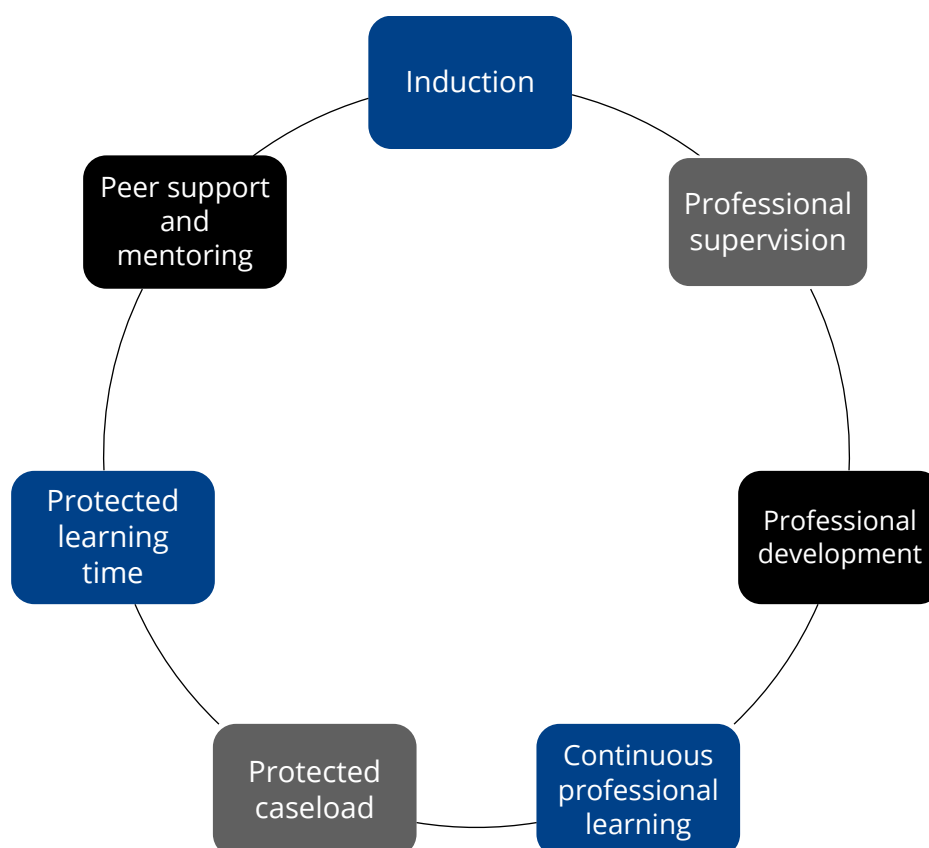 Induction
Professional
supervision
Professional
development
Continuous
professional
learning
Protected
caseload
Protected
learning
time
Peer support
and
mentoring